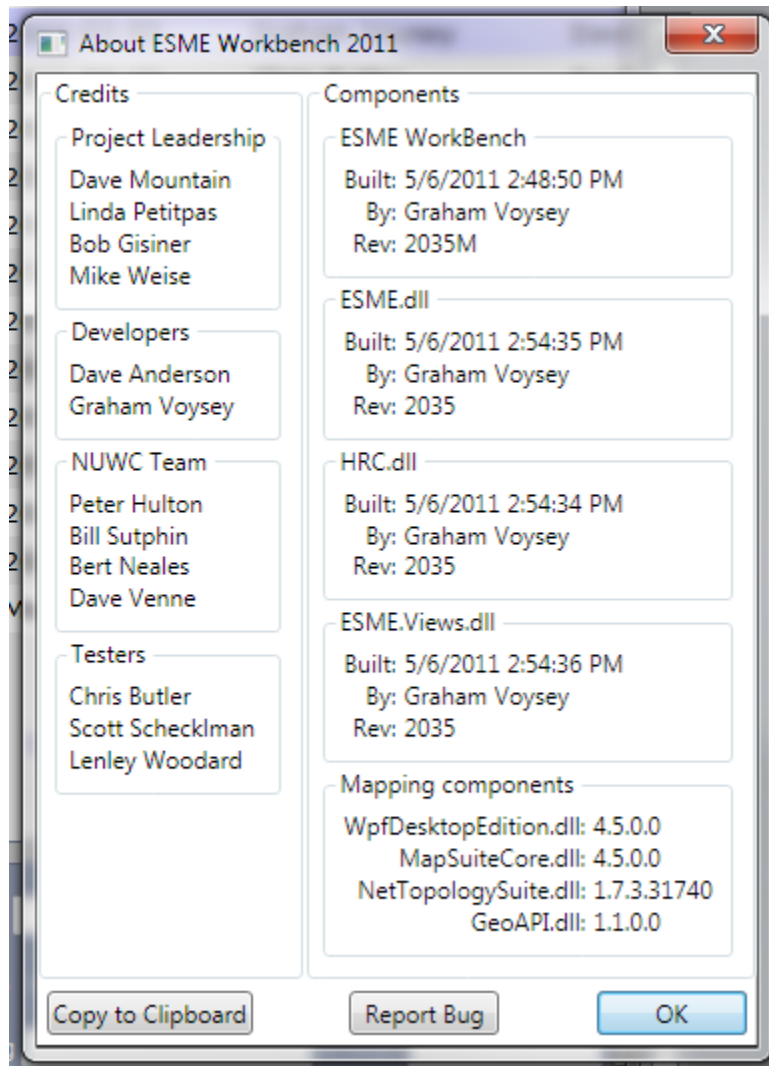 About ESME Workbench 2011
Credits
Project Leadership
Dave Mountain
Linda Petitpas
Bob Gisiner
Mike Weise
Developers
Dave Anderson
Graham Voysey
NUWC Team
Peter Hulton
Bill Sutphin
Bert Neales
Dave Venne
Testers
Chris Butler
Scott Schecklman
Lenley Woodard
Components
ESME WorkBench
Built: 5/6/2011 2:48:50 PM
By: Graham Voysey
Rev: 2035M
ESME.dll
Built: 5/6/2011 2:54:35 PM
By: Graham Voysey
Rev: 2035
HRC.dll
Built: 5/6/2011 2:54:34 PM
By: Graham Voysey
Rev: 2035
ESME.Views.dll
Built: 5/6/2011 2:54:36 PM
By: Graham Voysey
Rev: 2035
Mapping components
WpfDesktopEdition.dll: 4.5.0.0
MapSuiteCore.dll: 4.5.0.0
NetTopologySuite.dll: 1.7.3.31740
GeoAPI.dll: 1.1.0.0
Copy to Clipboard
Report Bug
OK